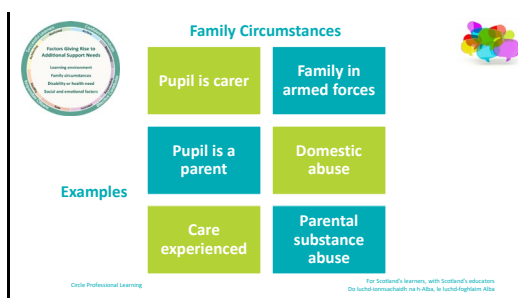 Family Circumstances
Factors Giving Rise to
Additional Support Needs
Learning environment
Family circumstances
Disability or health need
Social and emotional factors
Pupil is carer
Family in
armed forces
Pupil is a
parent
Domestic
abuse
Examples
Care
experienced
Parental
substance
abuse
Circle Professional Learning
For Scotland's learners, with Scotland's educators
Do luchd-ionnsachaidh na h-Alba, le luchd-foghlaim Alba